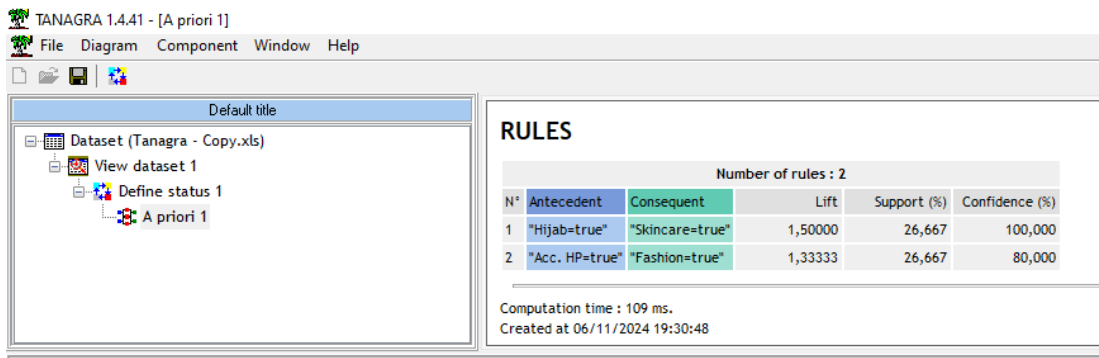 TANAGRA 1.4.41 - [A priori 1]
File Diagram Component Window Help
Default title
Dataset (Tanagra - Copy.xls)
View dataset 1
Define status 1
A priori 1
RULES
Number of rules : 2
N° Antecedent Consequent Lift Support (%) Confidence (%)
1 "Hijab=true" "Skincare=true" 1,50000 26,667 100,000
2 "Acc. HP=true" "Fashion=true" 1,33333 26,667 80,000
Computation time : 109 ms.
Created at 06/11/2024 19:30:48